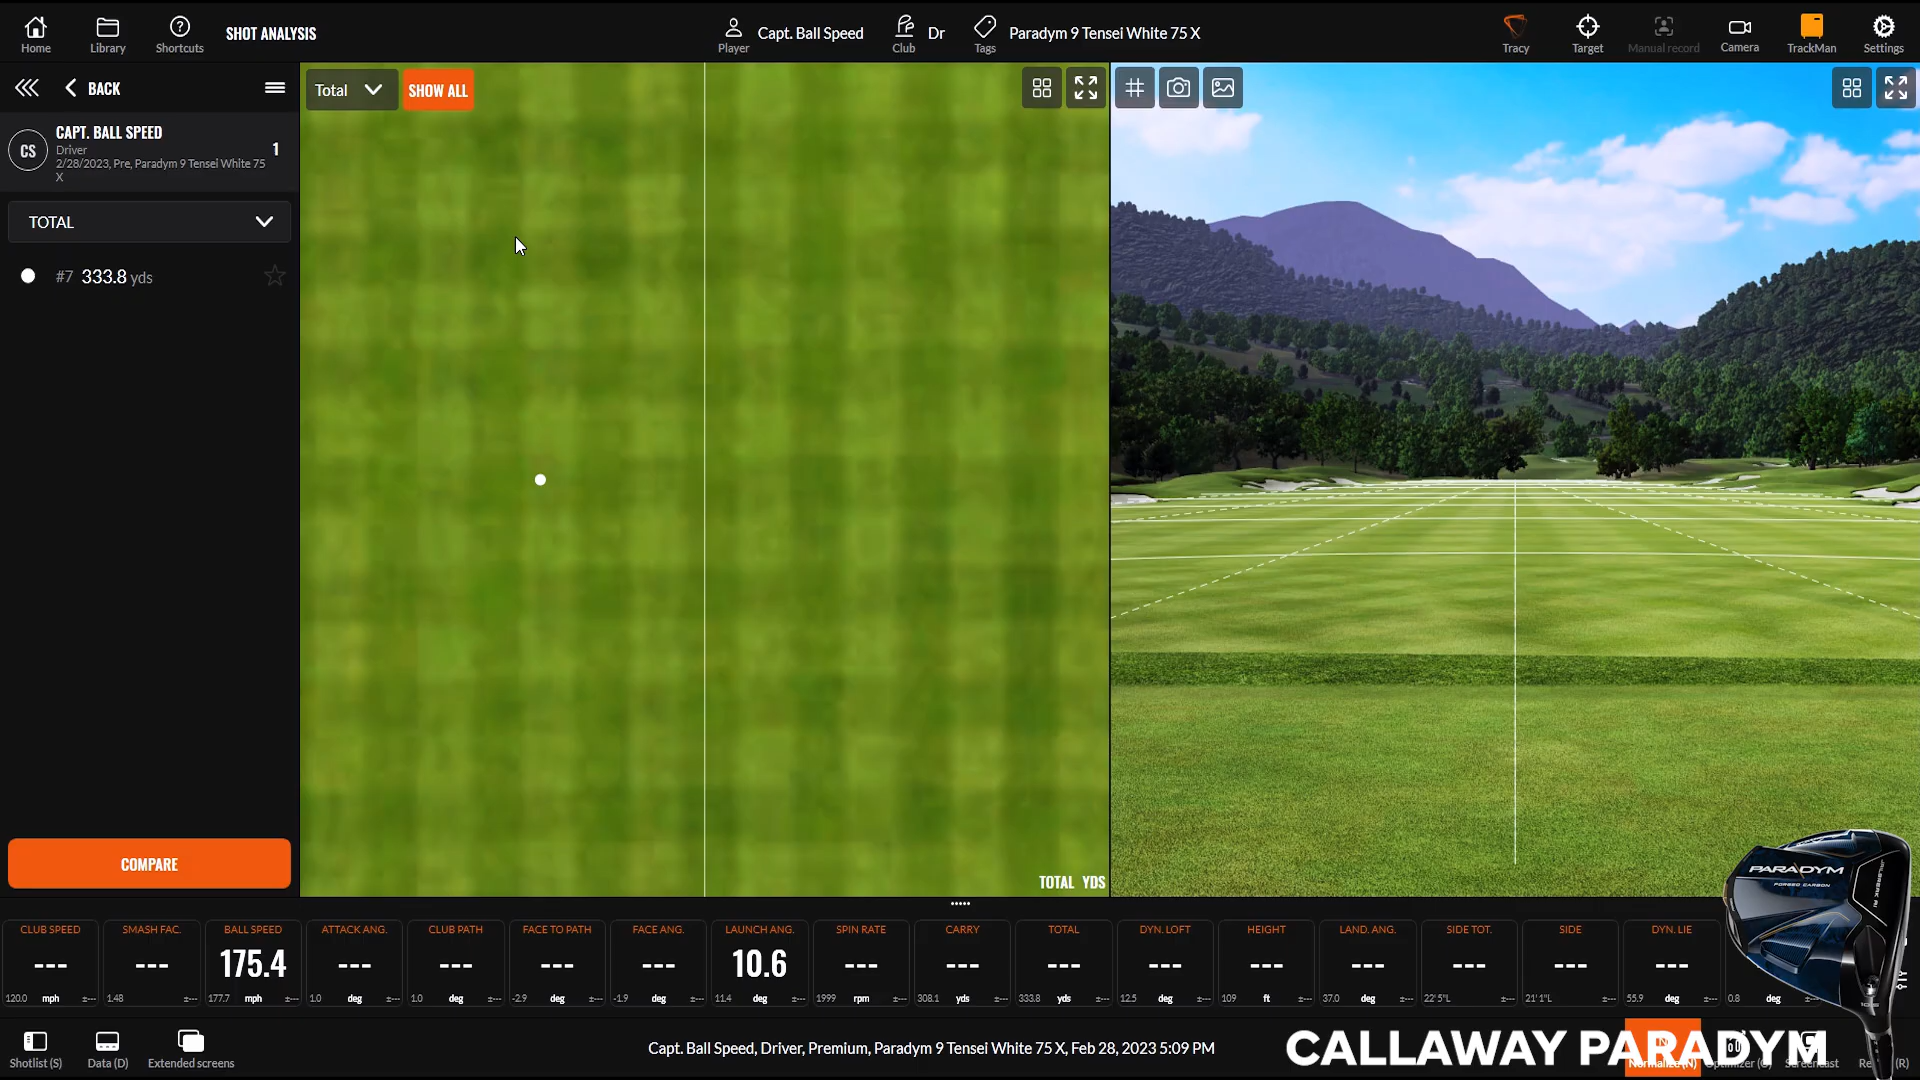 Home
Library
Shortcuts
SHOT ANALYSIS
Player
Capt. Ball Speed
Club
Dr
Tags
Paradym 9 Tensei White 75 X
Tracy
Target
Manual record
Camera
TrackMan
Settings
BACK
CS
CAPT. BALL SPEED
Driver
2/28/2023, Pre, Paradym 9 Tensei White 75
X
1
TOTAL
#7 333.8 yds
COMPARE
Total
SHOW ALL
TOTAL YDS
CLUB SPEED
---
120.0 mph ±---
SMASH FAC.
---
1.48 ±---
BALL SPEED
175.4
177.7 mph ±---
ATTACK ANG.
---
1.0 deg ±---
CLUB PATH
---
1.0 deg ±---
FACE TO PATH
---
-2.9 deg ±---
FACE ANG.
---
-1.9 deg ±---
LAUNCH ANG.
10.6
11.4 deg ±---
SPIN RATE
---
1999 rpm ±---
CARRY
---
308.1 yds ±---
TOTAL
---
333.8 yds ±---
DYN. LOFT
---
12.5 deg ±---
HEIGHT
---
109 ft ±---
LAND. ANG.
---
37.0 deg ±---
SIDE TOT.
---
22' 5"L ±---
SIDE
---
21' 1"L ±---
DYN. LIE
---
55.9 deg ±---
0.8 deg ±---
PARADYM
FORGED CARBON
Shotlist (S)
Data (D)
Extended screens
Capt. Ball Speed, Driver, Premium, Paradym 9 Tensei White 75 X, Feb 28, 2023 5:09 PM
CALLAWAY PARADYM
Normalize (N)
Screencast
(R)